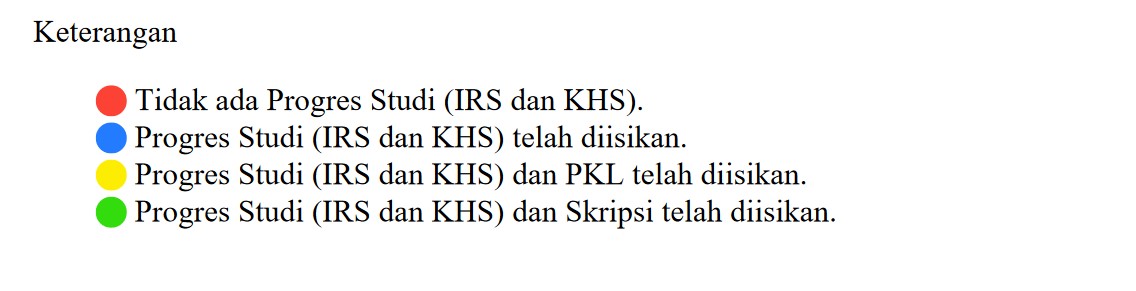 Keterangan
Tidak ada Progres Studi (IRS dan KHS).
Progres Studi (IRS dan KHS) telah diisikan.
Progres Studi (IRS dan KHS) dan PKL telah diisikan.
Progres Studi (IRS dan KHS) dan Skripsi telah diisikan.